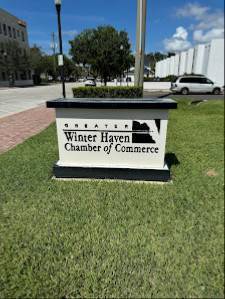 GREATER
Winter Haven
Chamber of Commerce